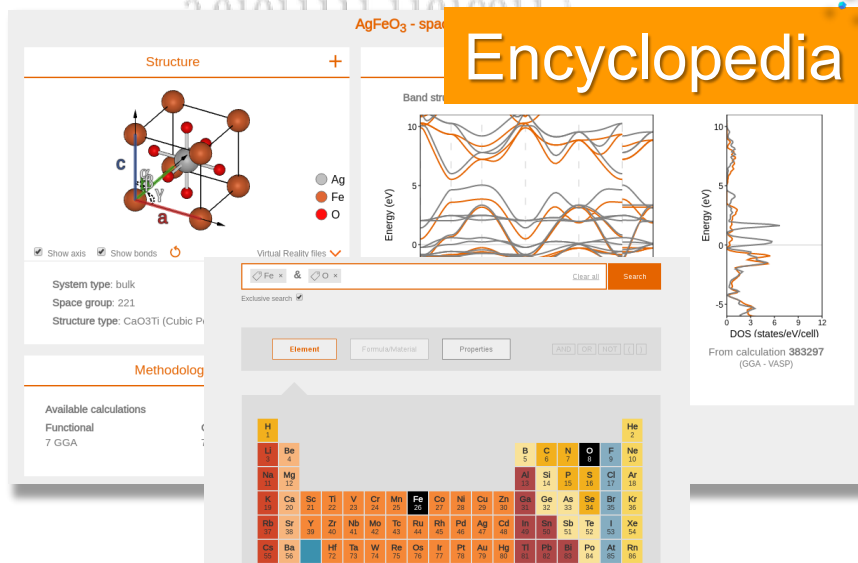 AgFeO3 - spac
Encyclopedia
Structure
+
Band str
c
a
γ
Ag
Fe
O
Show axis
Show bonds
Virtual Reality files
System type: bulk
Space group: 221
Structure type: CaO3Ti (Cubic Pe
Methodolog
Available calculations
Functional
7 GGA
Energy (eV)
10
5
0
Energy (eV)
10
5
0
-5
0 3 6 9 12
DOS (states/eV/cell)
From calculation 383297
(GGA - VASP)
Fe × & O ×
Clear all
Search
Exclusive search
Element
Formula/Material
Properties
AND OR NOT ( )
H He
1 2
Li Be B C N O F Ne
3 4 5 6 7 8 9 10
Na Mg Al Si P S Cl Ar
11 12 13 14 15 16 17 18
K Ca Sc Ti V Cr Mn Fe Co Ni Cu Zn Ga Ge As Se Br Kr
19 20 21 22 23 24 25 26 27 28 29 30 31 32 33 34 35 36
Rb Sr Y Zr Nb Mo Tc Ru Rh Pd Ag Cd In Sn Sb Te I Xe
37 38 39 40 41 42 43 44 45 46 47 48 49 50 51 52 53 54
Cs Ba Hf Ta W Re Os Ir Pt Au Hg Tl Pb Bi Po At Rn
55 56 72 73 74 75 76 77 78 79 80 81 82 83 84 85 86